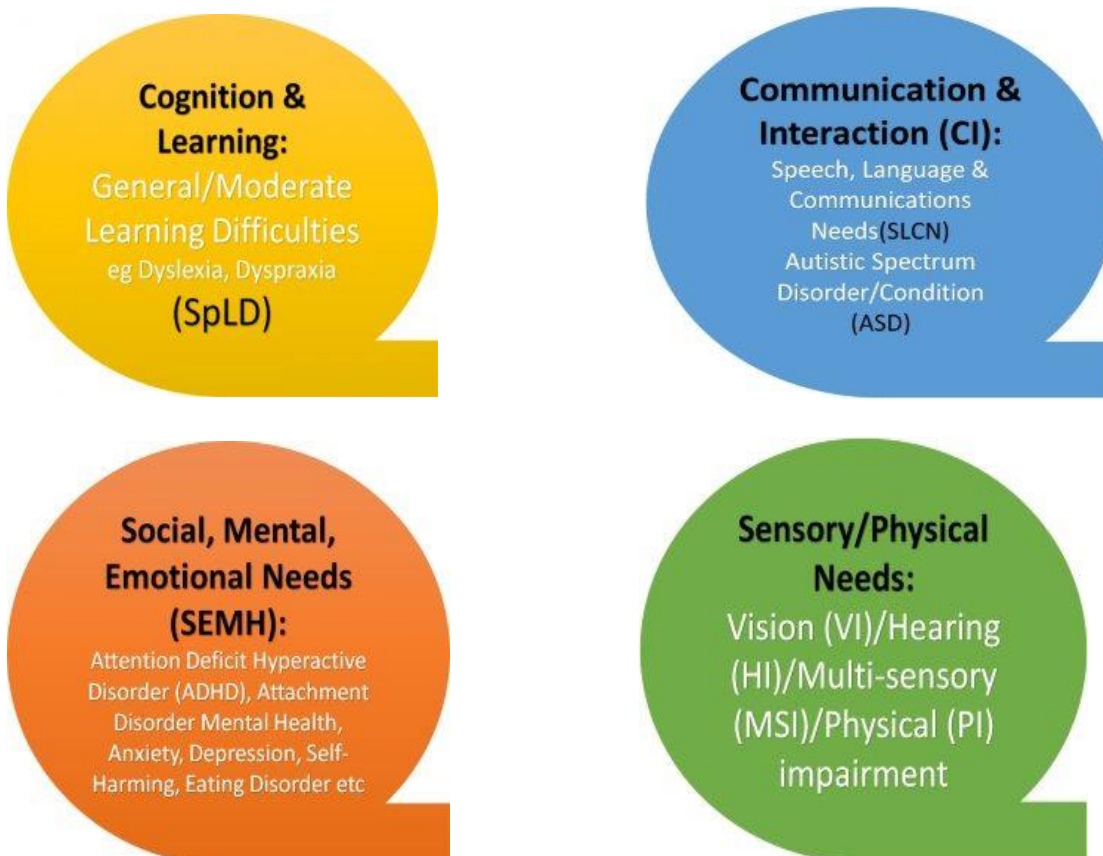 Cognition &
Learning:
General/Moderate
Learning Difficulties
eg Dyslexia, Dyspraxia
(SpLD)
Communication &
Interaction (CI):
Speech, Language &
Communications
Needs(SLCN)
Autistic Spectrum
Disorder/Condition
(ASD)
Social, Mental,
Emotional Needs
(SEMH):
Attention Deficit Hyperactive
Disorder (ADHD), Attachment
Disorder Mental Health,
Anxiety, Depression, Self-
Harming, Eating Disorder etc
Sensory/Physical
Needs:
Vision (VI)/Hearing
(HI)/Multi-sensory
(MSI)/Physical (PI)
impairment